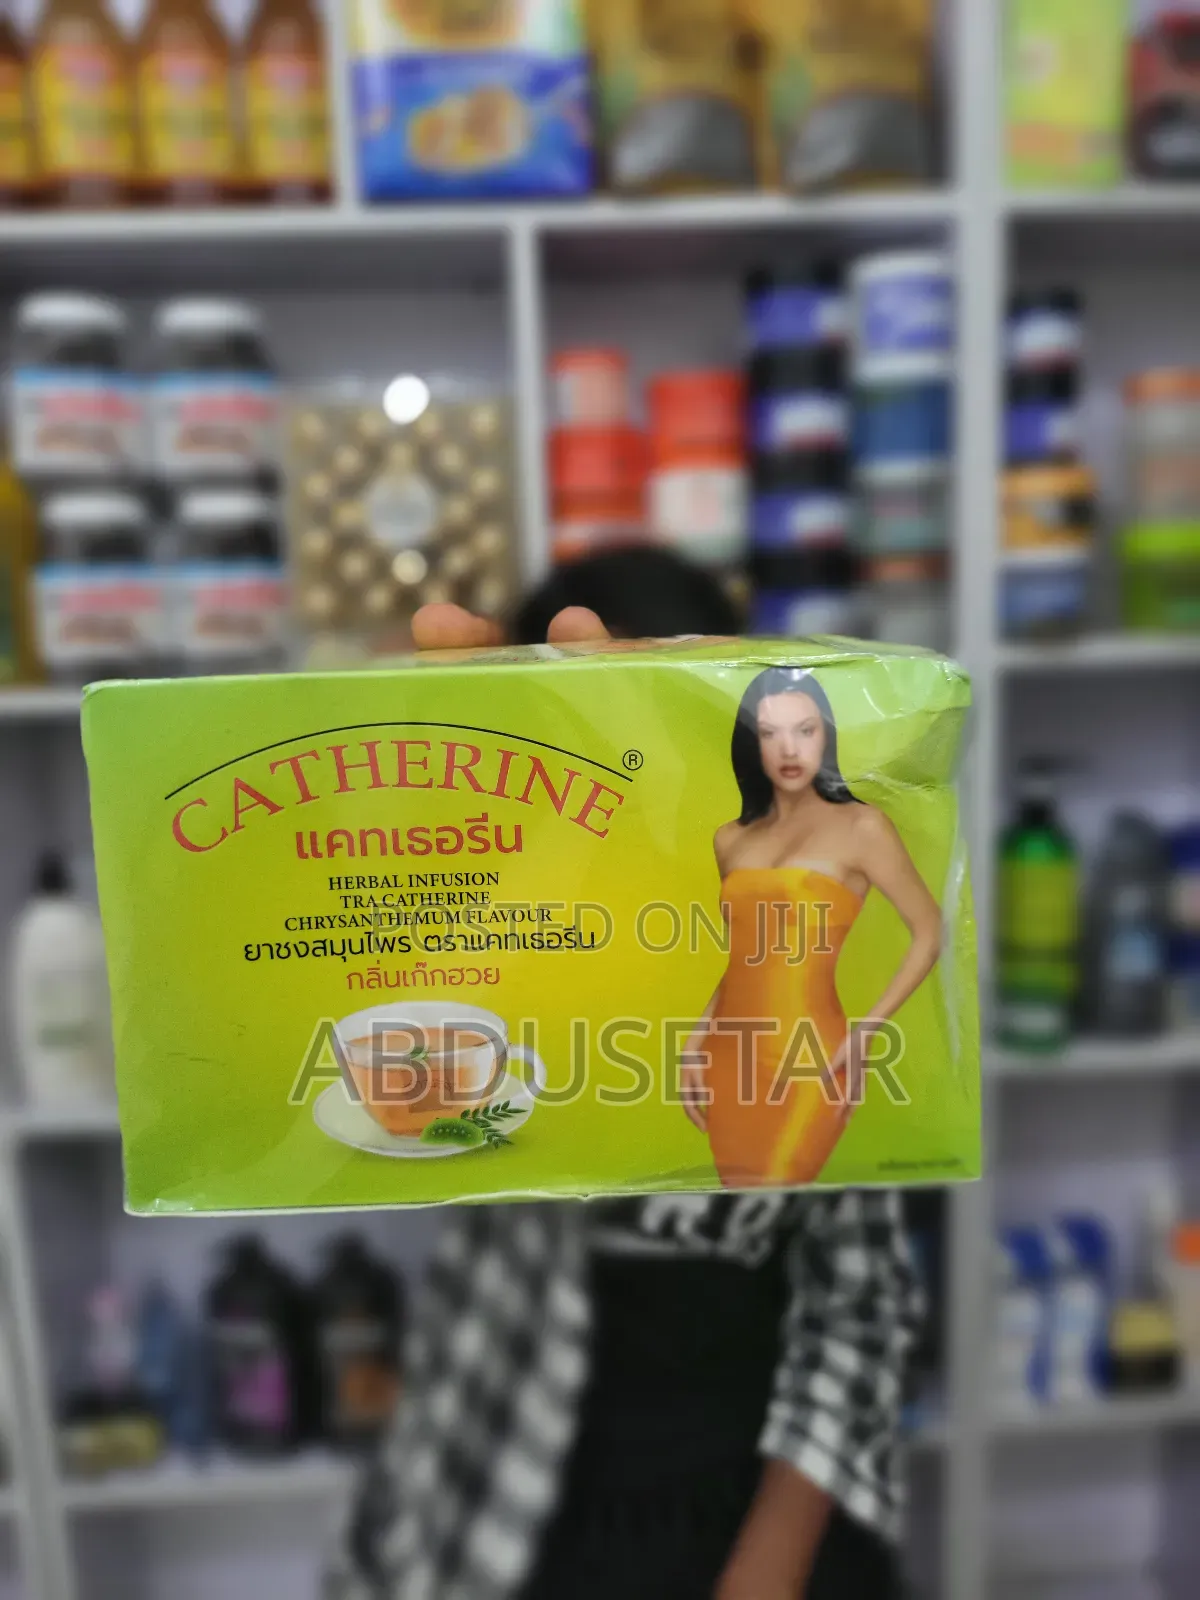 CATHERINE ®
แคทเธอรีน
HERBAL INFUSION
TRA CATHERINE
CHRYSANTHEMUM FLAVOUR
ยาชงสมุนไพร ตราแคทเธอรีน
กลิ่นเก๊กฮวย
POSTED ON JIJI
ABDUSETAR